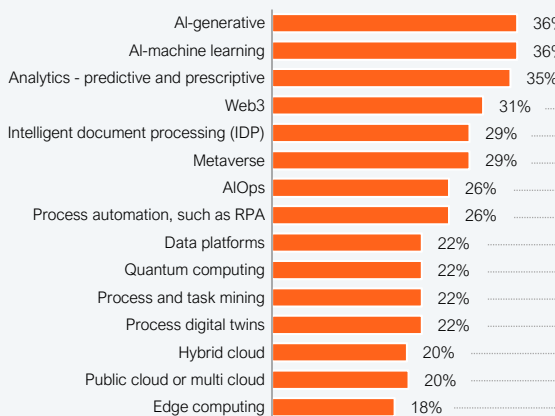 AI-generative 36%
AI-machine learning 36%
Analytics - predictive and prescriptive 35%
Web3 31%
Intelligent document processing (IDP) 29%
Metaverse 29%
AIOps 26%
Process automation, such as RPA 26%
Data platforms 22%
Quantum computing 22%
Process and task mining 22%
Process digital twins 22%
Hybrid cloud 20%
Public cloud or multi cloud 20%
Edge computing 18%